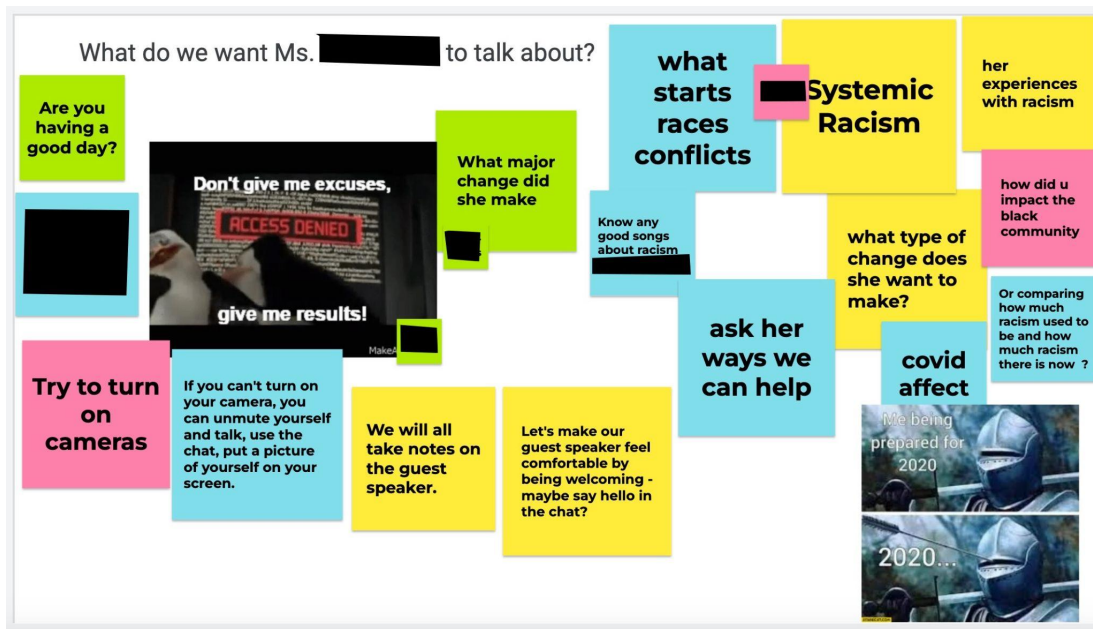 What do we want Ms. to talk about?
Are you
having a
good day?
Don't give me excuses,
ACCESS DENIED
give me results!
What major
change did
she make
what
starts
races
conflicts
Systemic
Racism
her
experiences
with racism
Know any
good songs
about racism
how did u
impact the
black
community
what type of
change does
she want to
make?
Or comparing
how much
racism used to
be and how
much racism
there is now ?
ask her
ways we
can help
covid
affect
Try to turn
on
cameras
If you can't turn on
your camera, you
can unmute yourself
and talk, use the
chat, put a picture
of yourself on your
screen.
We will all
take notes on
the guest
speaker.
Let's make our
guest speaker feel
comfortable by
being welcoming -
maybe say hello in
the chat?
Me being
prepared for
2020
2020...